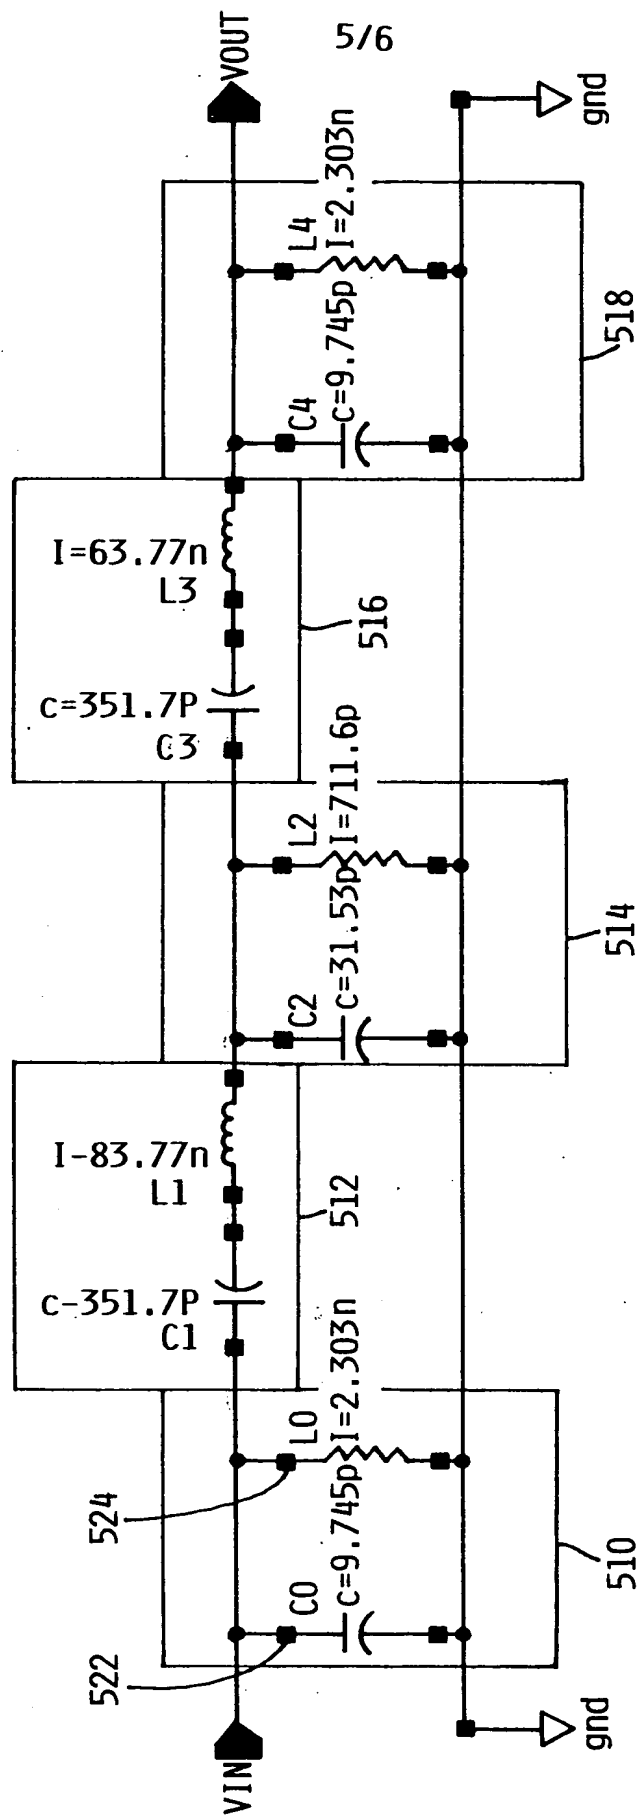 5/6
VIN
522
C0
C=9.745p
524
L0
I=2.303n
510
gnd
c-351.7P
C1
I-83.77n
L1
512
C2
C=31.53p
L2
I=711.6p
514
c=351.7P
C3
I=63.77n
L3
516
C4
C=9.745p
L4
I=2.303n
518
VOUT
gnd